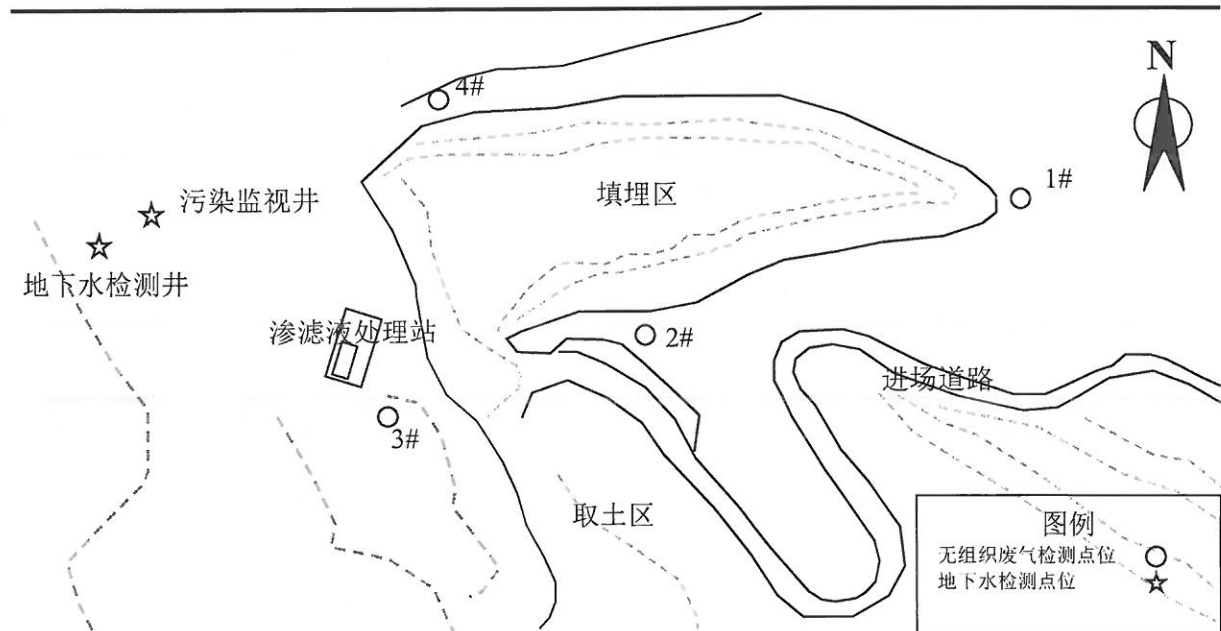 N
4#
1#
填埋区
污染监视井
地下水检测井
渗滤液处理站
2#
进场道路
3#
取土区
图例
无组织废气检测点位
地下水检测点位